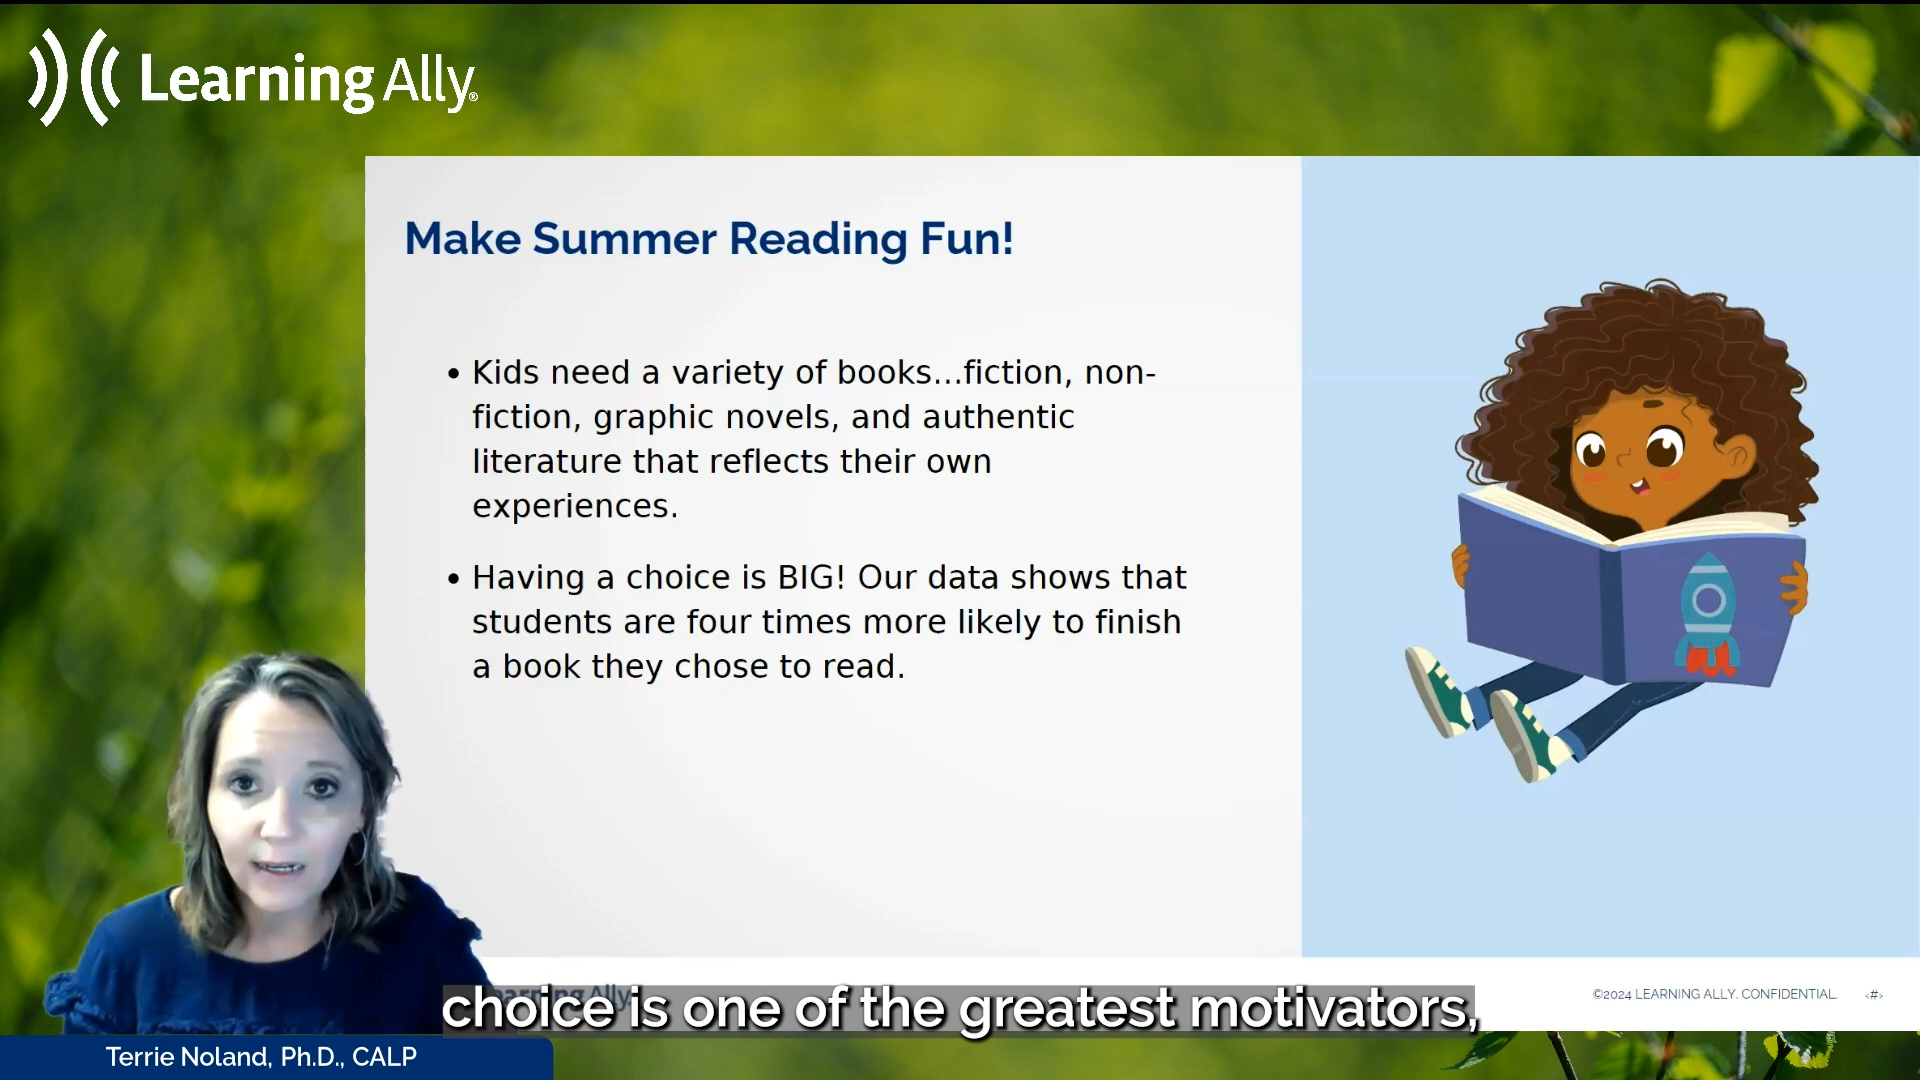 Learning Ally®
Make Summer Reading Fun!
• Kids need a variety of books...fiction, non-
fiction, graphic novels, and authentic
literature that reflects their own
experiences.
• Having a choice is BIG! Our data shows that
students are four times more likely to finish
a book they chose to read.
©2024 LEARNING ALLY. CONFIDENTIAL.
‹#›
choice is one of the greatest motivators,
Terrie Noland, Ph.D., CALP